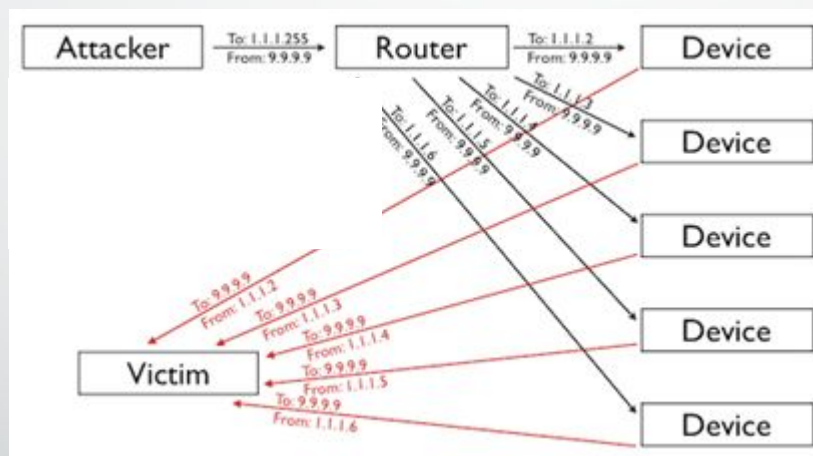 Attacker
To: 1.1.1.255
From: 9.9.9.9
Router
To: 1.1.1.2
From: 9.9.9.9
Device
To: 1.1.1.3
From: 9.9.9.9
Device
To: 1.1.1.4
From: 9.9.9.9
Device
To: 1.1.1.5
From: 9.9.9.9
Device
To: 1.1.1.6
From: 9.9.9.9
Device
To: 9.9.9.9
From: 1.1.1.2
To: 9.9.9.9
From: 1.1.1.3
To: 9.9.9.9
From: 1.1.1.4
Victim
To: 9.9.9.9
From: 1.1.1.5
To: 9.9.9.9
From: 1.1.1.6